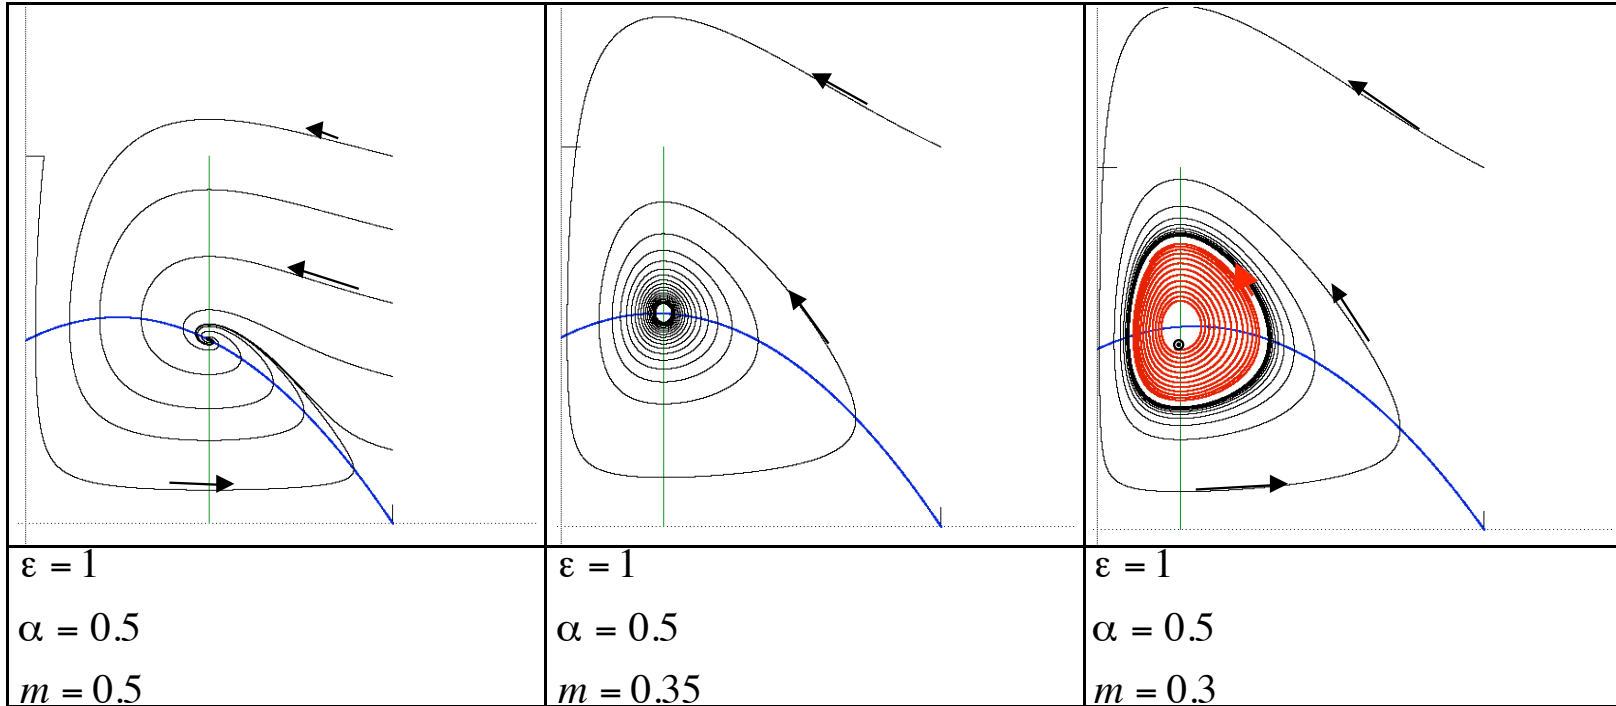 ε = 1
α = 0.5
m = 0.5
ε = 1
α = 0.5
m = 0.35
ε = 1
α = 0.5
m = 0.3